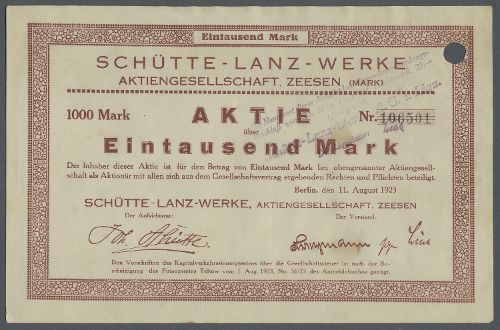 Eintausend Mark
SCHÜTTE-LANZ-WERKE
AKTIENGESELLSCHAFT, ZEESEN, (MARK)
1000 Mark AKTIE Nr. 106501
über
Eintausend Mark
Der Inhaber dieser Aktie ist für den Betrag von Eintausend Mark bei obengenannter Aktiengesell-
schaft als Aktionär mit allen sich aus dem Gesellschaftsvertrag ergebenden Rechten und Pflichten beteiligt.
Berlin, den 11. August 1923
SCHÜTTE-LANZ-WERKE, AKTIENGESELLSCHAFT, ZEESEN
Der Aufsichtsrat: Der Vorstand:
Den Vorschriften des Kapitalverkehrssteuergesetzes über die Gesellschaftssteuer ist nach der Be-
scheinigung des Finanzamtes Teltow vom 1. Aug. 1923, Nr. 56/23 des Anmeldebuches genügt.